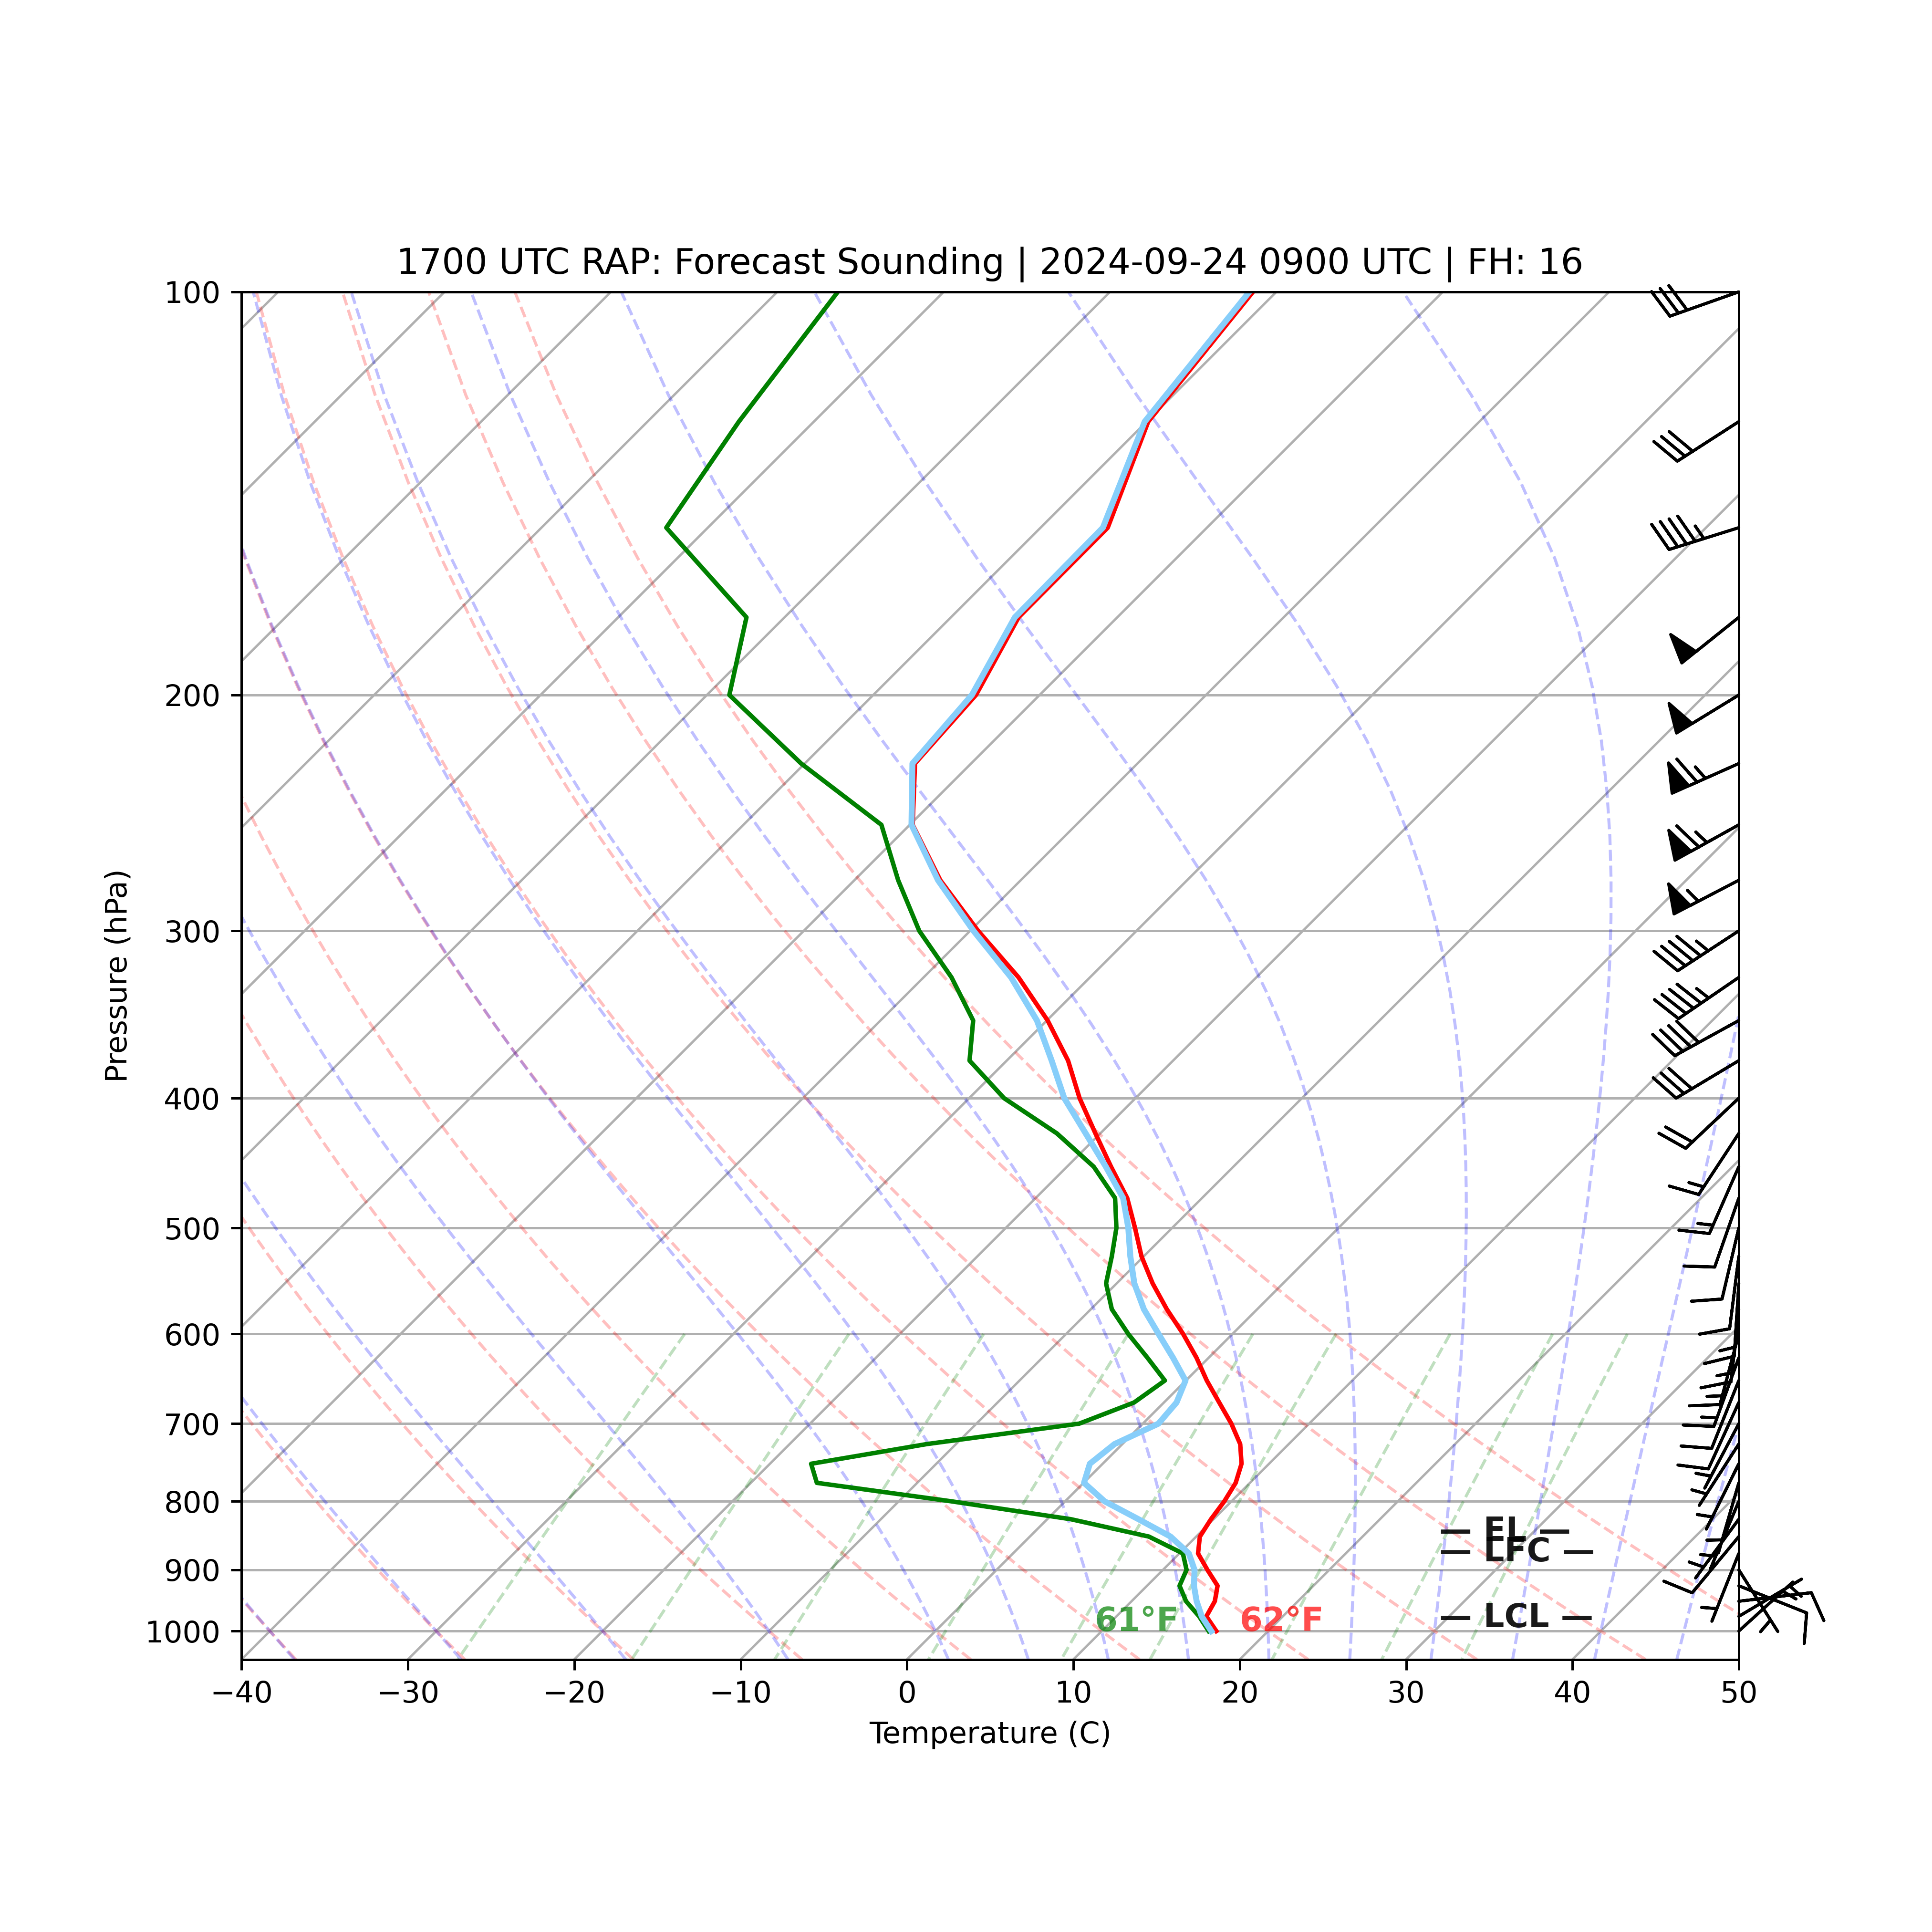 1700 UTC RAP: Forecast Sounding | 2024-09-24 0900 UTC | FH: 16
100
200
300
400
500
600
700
800
900
1000
Pressure (hPa)
— EL —
— LFC —
— LCL —
61°F
62°F
−40 −30 −20 −10 0 10 20 30 40 50
Temperature (C)